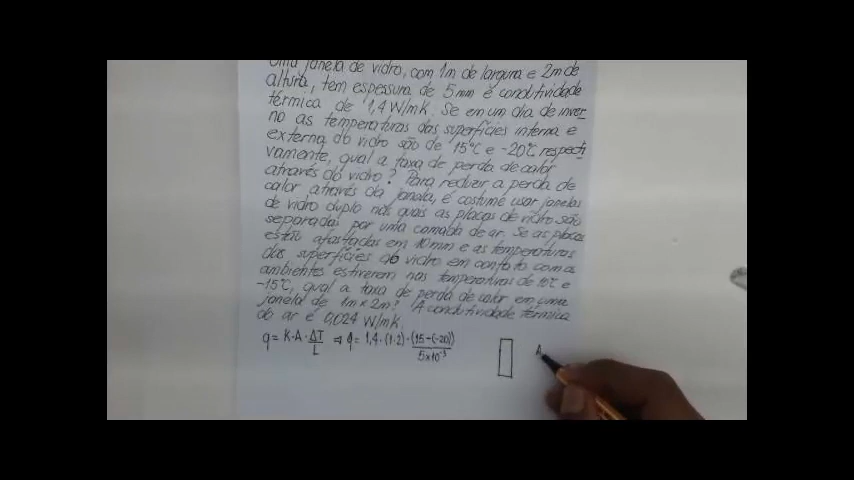 Uma janela de vidro, com 1m de largura e 2m de
altura, tem espessura de 5 mm e condutividade
térmica de 1,4 W/mK. Se em um dia de inver-
no as temperaturas das superfícies interna e
externa do vidro são de 15°C e -20°C respecti-
vamente, qual a taxa de perda de calor
através do vidro? Para reduzir a perda de
calor através da janela, é costume usar janelas
de vidro duplo nas quais as placas de vidro são
separadas por uma camada de ar. Se as placas
estão afastadas em 10mm e as temperaturas
das superfícies do vidro em contato com os
ambientes estiverem nas temperaturas de 10°C e
-15°C, qual a taxa de perda de calor em uma
janela de 1m x 2m? A condutividade térmica
do ar é 0,024 W/mK.
q = K·A·ΔT/L ⇒ q = 1,4·(1·2)·(15-(-20))/5x10⁻³
A